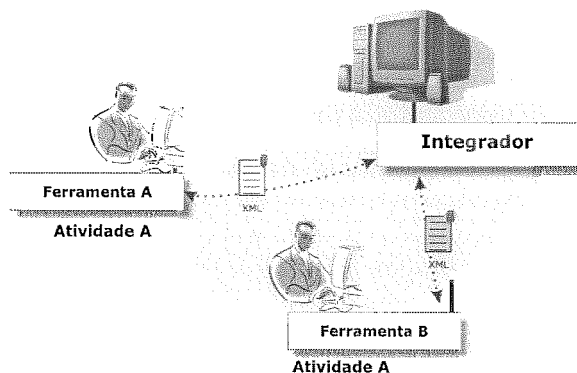 Integrador
Ferramenta A
XML
Atividade A
XML
Ferramenta B
Atividade A